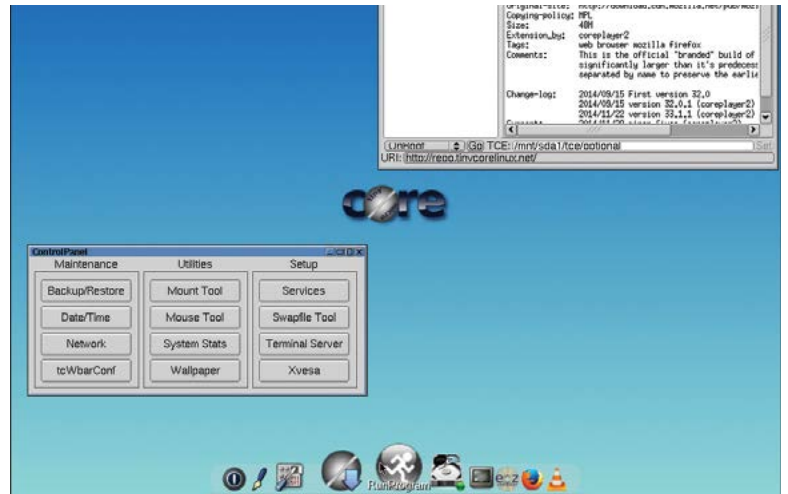 Copying-policy: MPL
Size: 48M
Extension_by: coreplayer2
Tags: web browser mozilla firefox
Comments: This is the official "branded" build of
significantly larger than it's predecess
separated by name to preserve the earlie
Change-log: 2014/09/15 First version 32.0
2014/09/15 version 32.0.1 (coreplayer2)
2014/11/22 version 33.1.1 (coreplayer2)
Go TCE: /mnt/sda1/tce/optional Set
URI: http://repo.tinycorelinux.net/
core
ControlPanel
Maintenance Utilities Setup
Backup/Restore Mount Tool Services
Date/Time Mouse Tool Swapfile Tool
Network System Stats Terminal Server
tcWbarConf Wallpaper Xvesa
RunProgram